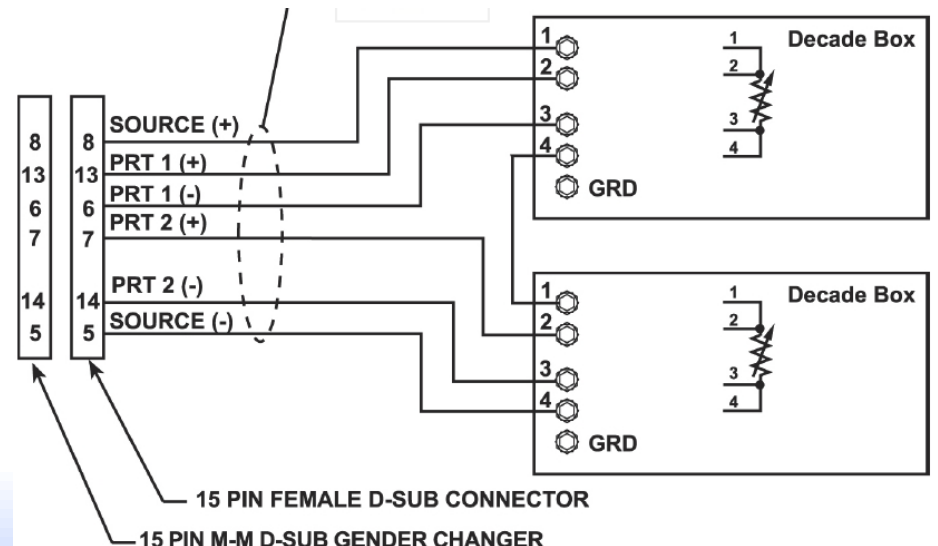 1
2
3
4
GRD
1
2
3
4
Decade Box
8
13
6
7
14
5
8
13
6
7
14
5
SOURCE (+)
PRT 1 (+)
PRT 1 (-)
PRT 2 (+)
PRT 2 (-)
SOURCE (-)
1
2
3
4
GRD
1
2
3
4
Decade Box
15 PIN FEMALE D-SUB CONNECTOR
15 PIN M-M D-SUB GENDER CHANGER